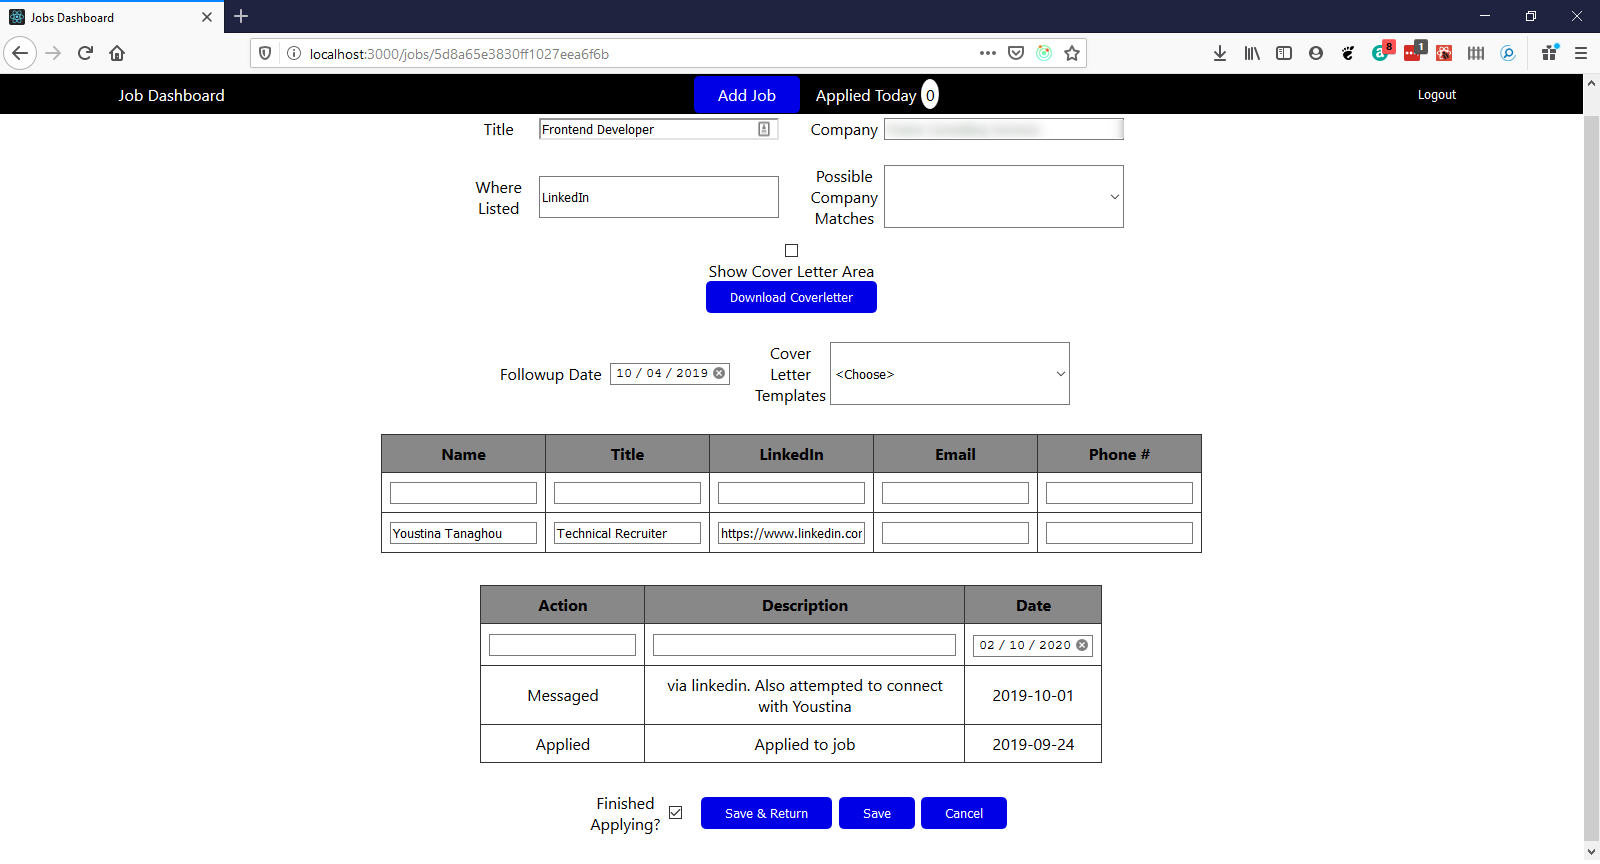 Jobs Dashboard
localhost:3000/jobs/5d8a65e3830ff1027eea6f6b
8
1
Job Dashboard
Add Job
Applied Today 0
Logout
Title
Frontend Developer
Company
Where
Listed
LinkedIn
Possible
Company
Matches
Show Cover Letter Area
Download Coverletter
Followup Date
10 / 04 / 2019
Cover
Letter
Templates
<Choose>
Name Title LinkedIn Email Phone #
Youstina Tanaghou Technical Recruiter https://www.linkedin.cor
Action Description Date
02 / 10 / 2020
Messaged
via linkedin. Also attempted to connect
with Youstina
2019-10-01
Applied Applied to job 2019-09-24
Finished
Applying?
Save & Return Save Cancel